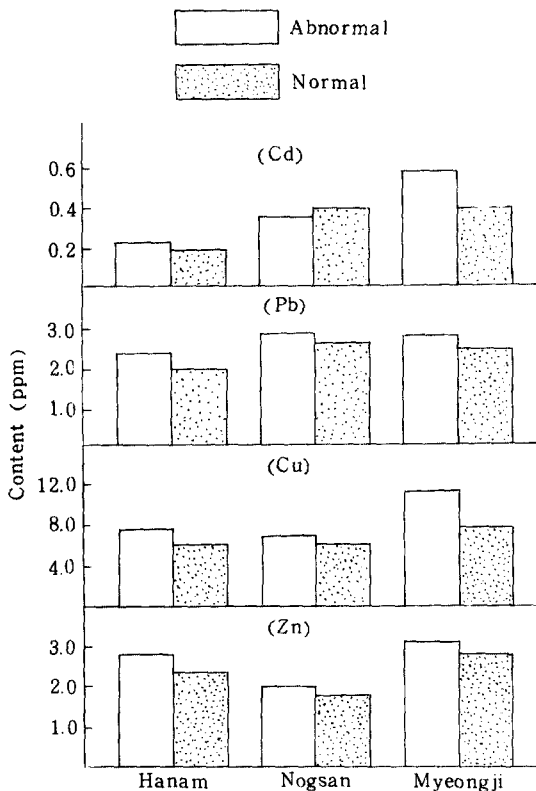 Abnormal
Normal
Content (ppm)
(Cd)
0.6
0.4
0.2
(Pb)
3.0
2.0
1.0
(Cu)
12.0
8.0
4.0
(Zn)
3.0
2.0
1.0
Hanam Nogsan Myeongji